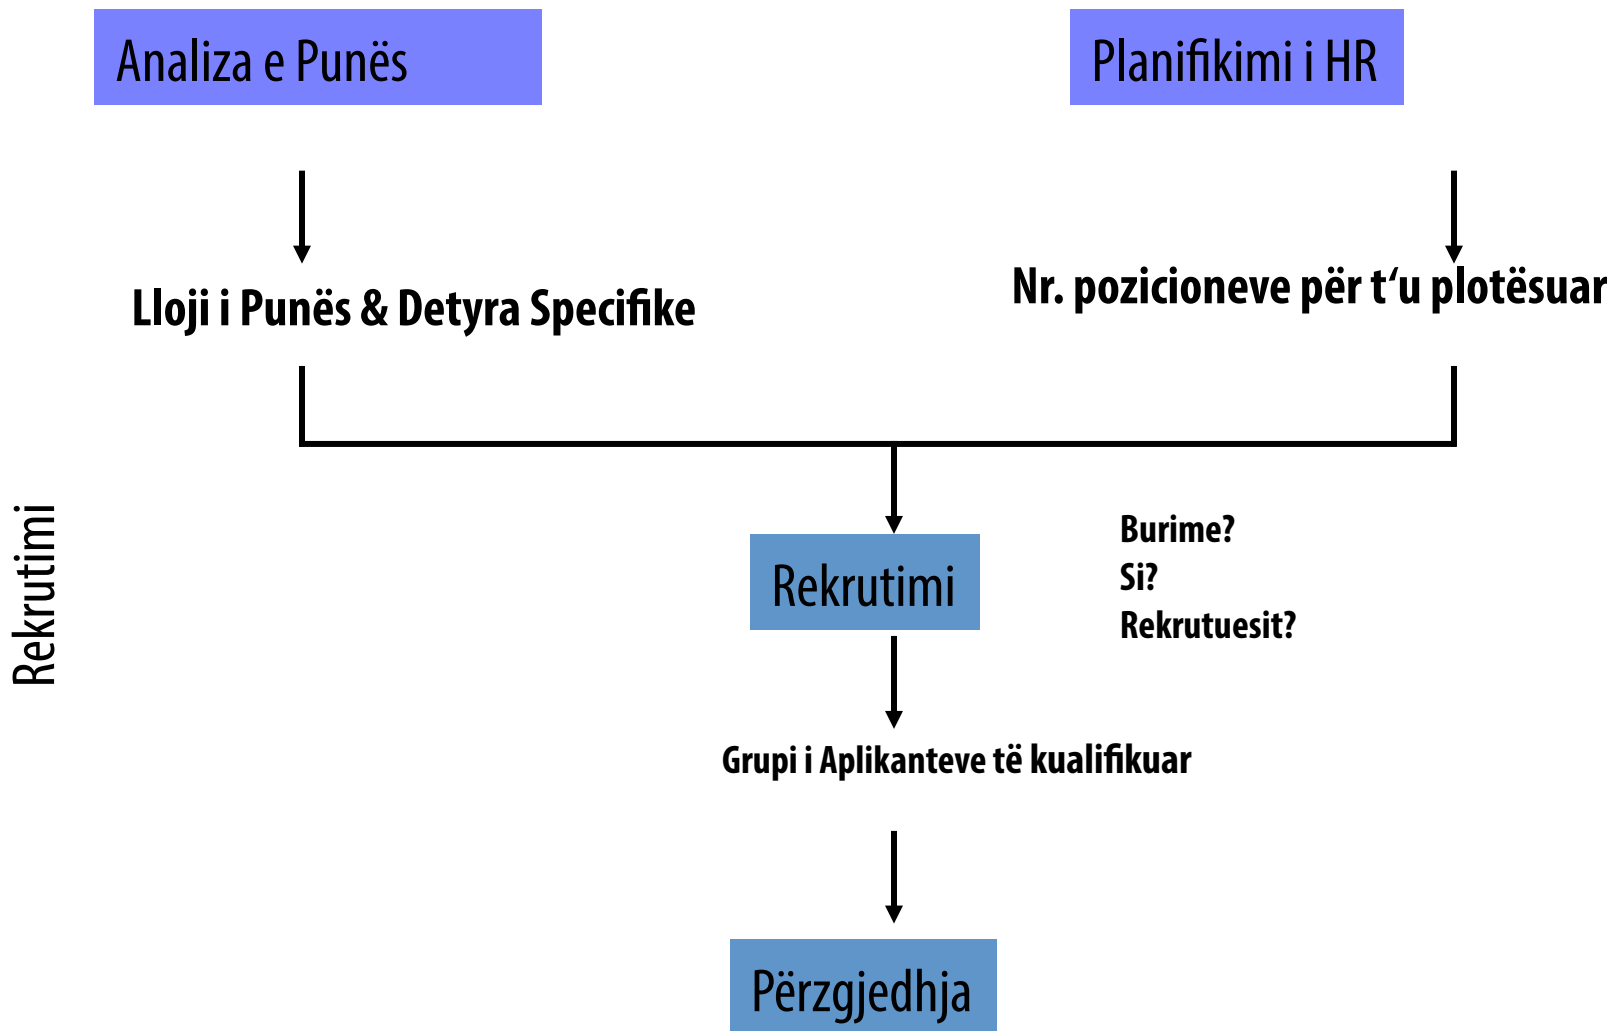 Analiza e Punës
Planifikimi i HR
Lloji i Punës & Detyra Specifike
Nr. pozicioneve për t‘u plotësuar
Rekrutimi
Rekrutimi
Burime?
Si?
Rekrutuesit?
Grupi i Aplikanteve të kualifikuar
Përzgjedhja